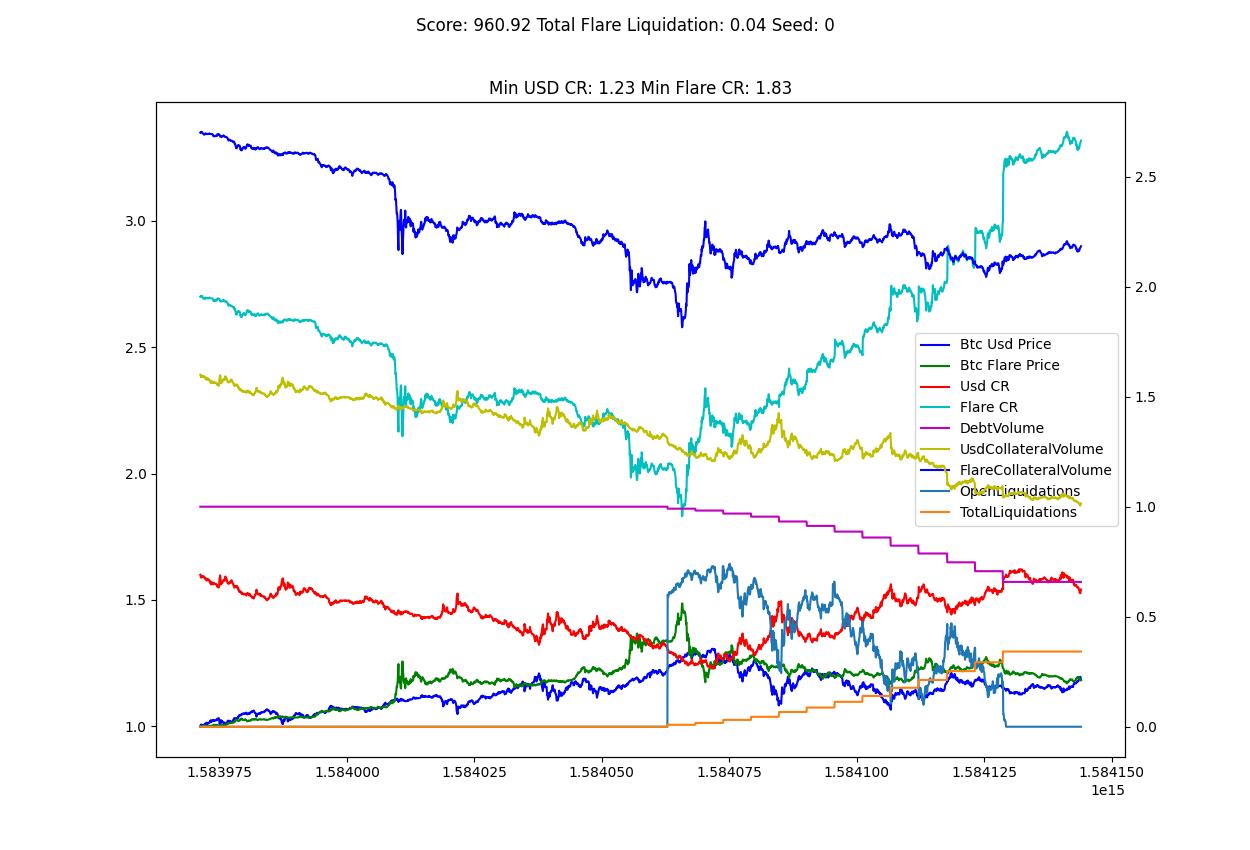 Score: 960.92 Total Flare Liquidation: 0.04 Seed: 0
Min USD CR: 1.23 Min Flare CR: 1.83
3.0
2.5
2.0
1.5
1.0
2.5
2.0
1.5
1.0
0.5
0.0
Btc Usd Price
Btc Flare Price
Usd CR
Flare CR
DebtVolume
UsdCollateralVolume
FlareCollateralVolume
OpenLiquidations
TotalLiquidations
1.583975 1.584000 1.584025 1.584050 1.584075 1.584100 1.584125 1.584150
1e15